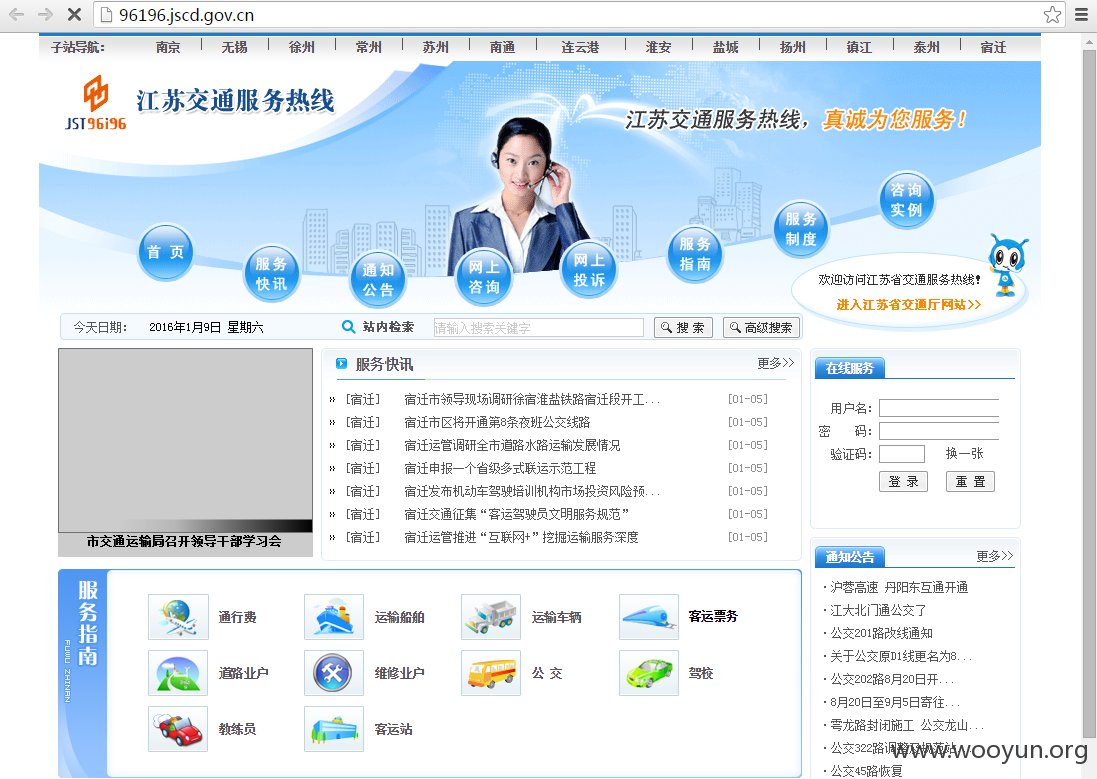 96196.jscd.gov.cn
子站导航： 南京 无锡 徐州 常州 苏州 南通 连云港 淮安 盐城 扬州 镇江 泰州 宿迁
JST96196 江苏交通服务热线
江苏交通服务热线，真诚为您服务！
首 页
服务快讯
通知公告
网上咨询
网上投诉
服务指南
服务制度
咨询实例
欢迎访问江苏省交通服务热线！
进入江苏省交通厅网站>>
今天日期： 2016年1月9日 星期六 站内检索 请输入搜索关键字 搜 索 高级搜索
市交通运输局召开领导干部学习会
服务快讯 更多>>
» [宿迁] 宿迁市领导现场调研徐宿淮盐铁路宿迁段开工... [01-05]
» [宿迁] 宿迁市区将开通第8条夜班公交线路 [01-05]
» [宿迁] 宿迁运管调研全市道路水路运输发展情况 [01-05]
» [宿迁] 宿迁申报一个省级多式联运示范工程 [01-05]
» [宿迁] 宿迁发布机动车驾驶培训机构市场投资风险预... [01-05]
» [宿迁] 宿迁交通征集“客运驾驶员文明服务规范” [01-05]
» [宿迁] 宿迁运管推进“互联网+”挖掘运输服务深度 [01-05]
在线服务
用户名：
密 码：
验证码： 换一张
登 录 重 置
服务指南
FUWU ZHINAN
通行费 运输船舶 运输车辆 客运票务
道路业户 维修业户 公 交 驾校
教练员 客运站
通知公告 更多>>
·沪蓉高速 丹阳东互通开通
·江大北门通公交了
·公交201路改线通知
·关于公交原D1线更名为8...
·公交202路8月20日开...
·8月20日至9月5日寄往...
·雩龙路封闭施工 公交龙山...
·公交322路调整及规范站...
·公交45路恢复
www.wooyun.org